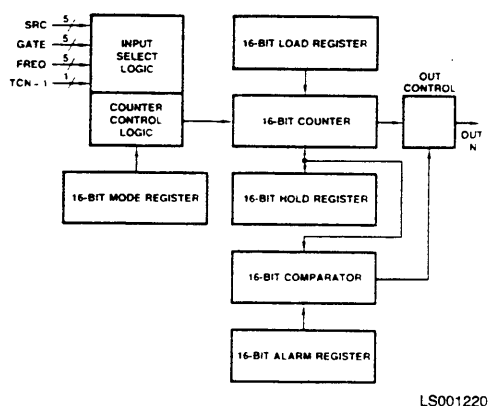 SRC 5
GATE 5
FREQ 5
TCN - 1 1
INPUT
SELECT
LOGIC
COUNTER
CONTROL
LOGIC
16-BIT MODE REGISTER
16-BIT LOAD REGISTER
16-BIT COUNTER
16-BIT HOLD REGISTER
16-BIT COMPARATOR
16-BIT ALARM REGISTER
OUT
CONTROL
OUT
N
LS001220